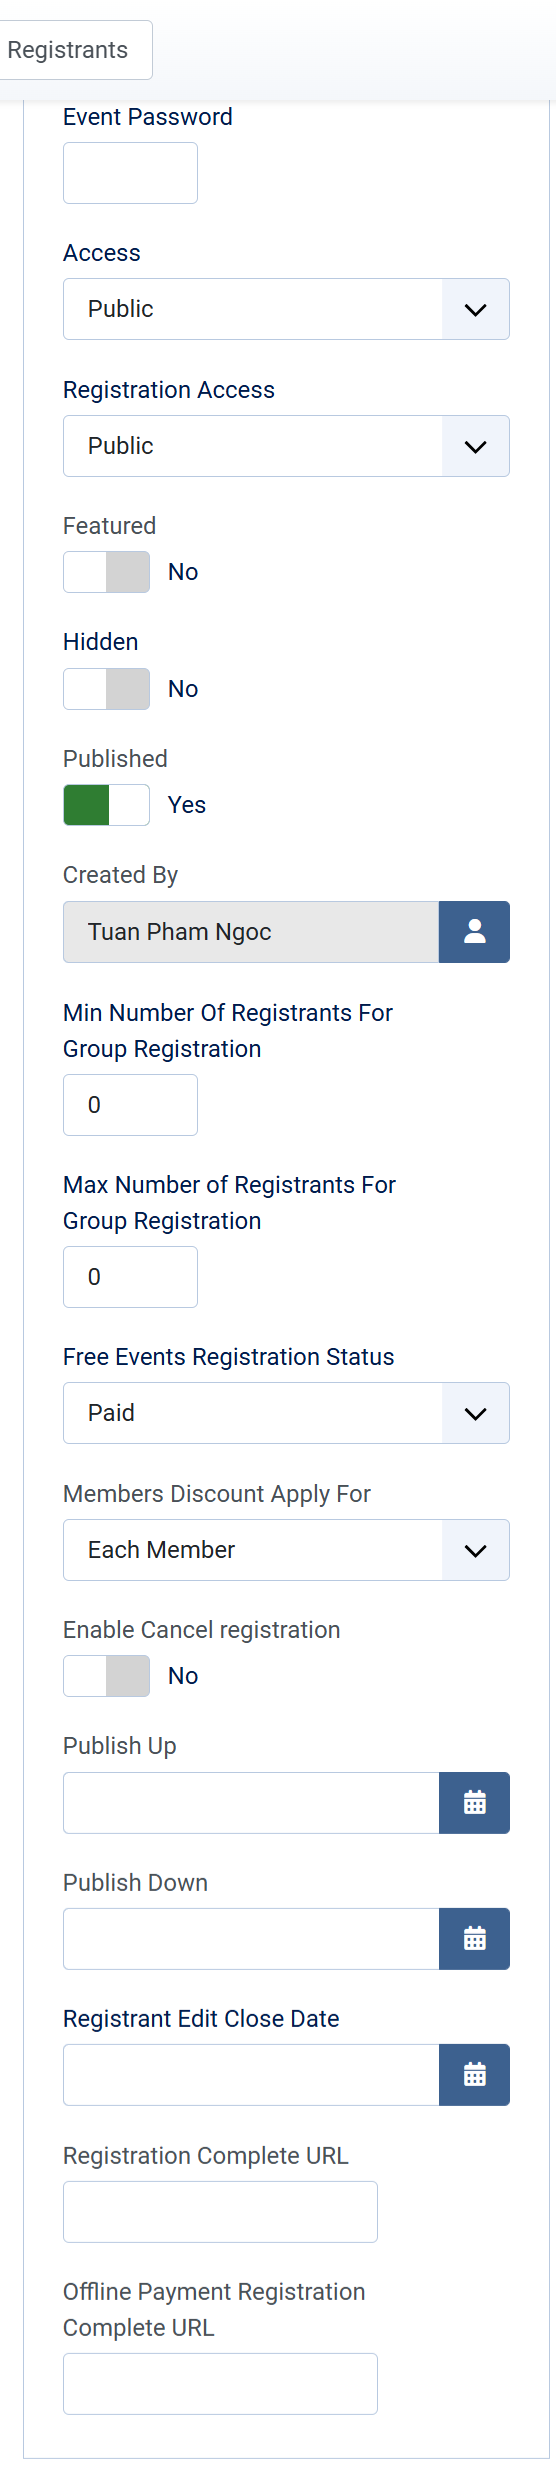 Registrants
Event Password
Access
Public
Registration Access
Public
Featured
No
Hidden
No
Published
Yes
Created By
Tuan Pham Ngoc
Min Number Of Registrants For
Group Registration
0
Max Number of Registrants For
Group Registration
0
Free Events Registration Status
Paid
Members Discount Apply For
Each Member
Enable Cancel registration
No
Publish Up
Publish Down
Registrant Edit Close Date
Registration Complete URL
Offline Payment Registration
Complete URL